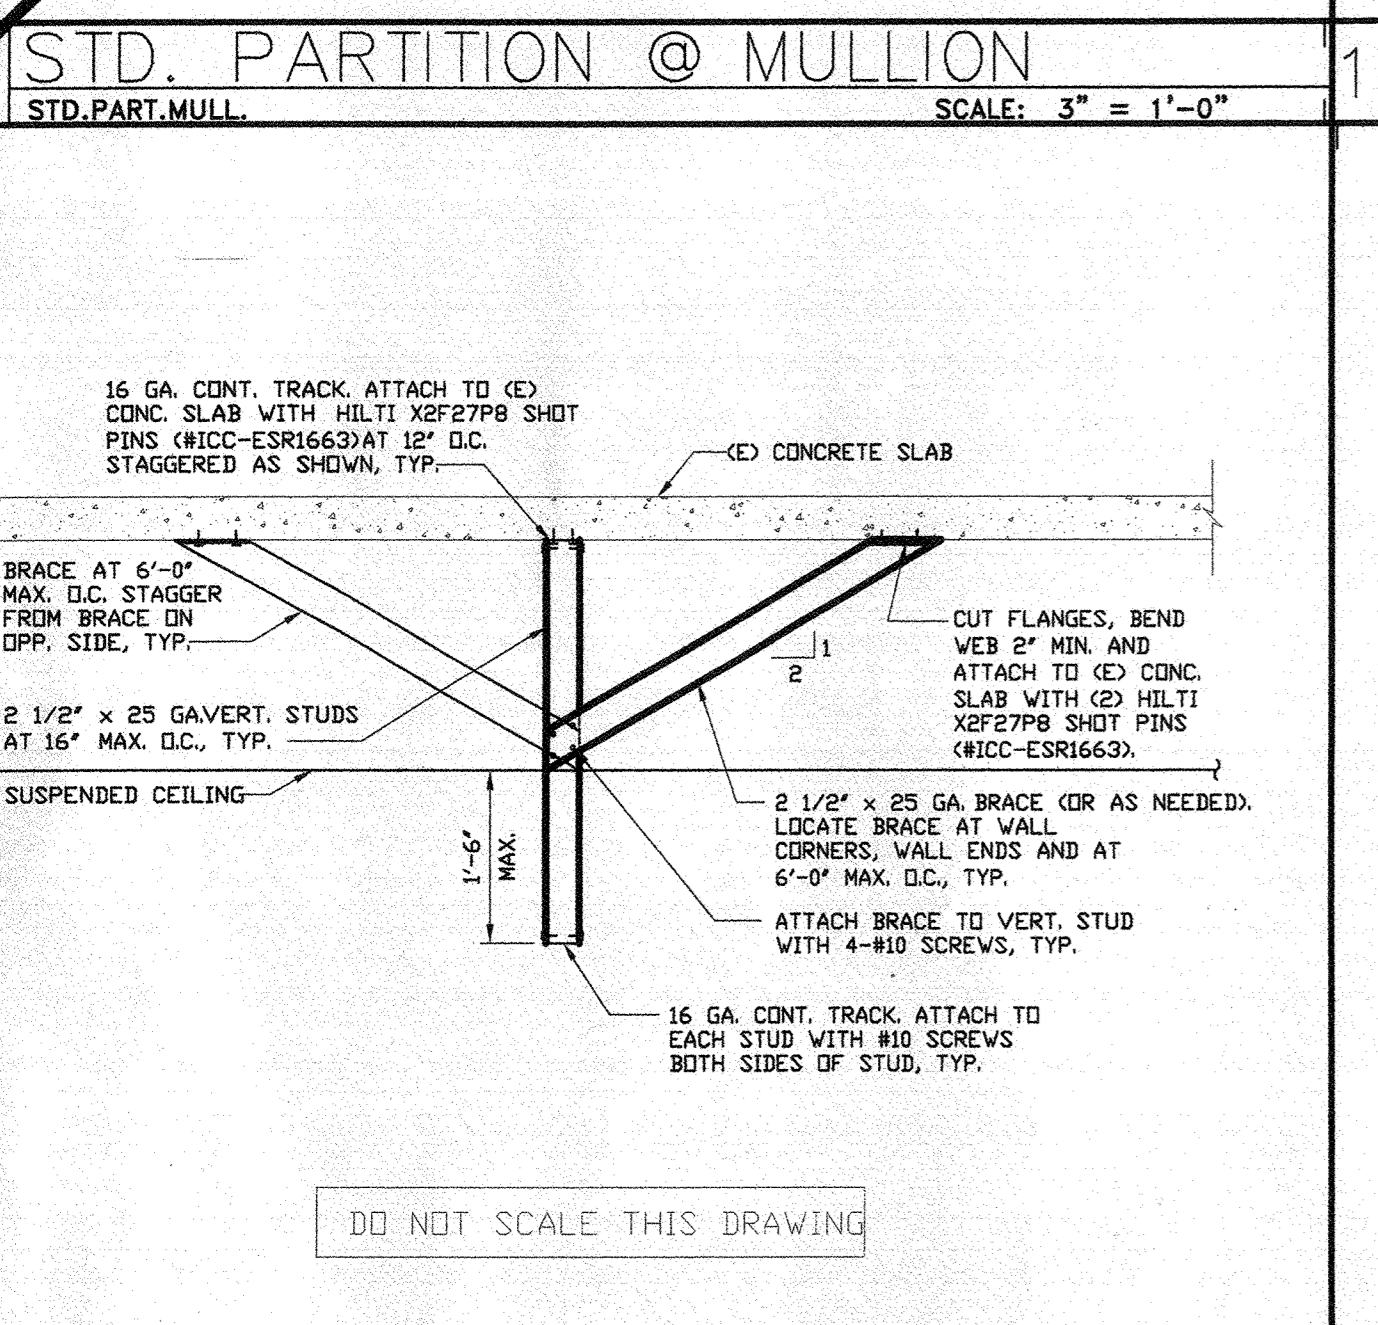 STD. PARTITION @ MULLION
1
STD.PART.MULL.
SCALE: 3" = 1'-0"
16 GA. CONT. TRACK. ATTACH TO (E)
CONC. SLAB WITH HILTI X2F27P8 SHOT
PINS (#ICC-ESR1663)AT 12" O.C.
STAGGERED AS SHOWN, TYP.
(E) CONCRETE SLAB
BRACE AT 6'-0"
MAX. O.C. STAGGER
FROM BRACE ON
OPP. SIDE, TYP.
2 1/2" x 25 GA.VERT. STUDS
AT 16" MAX. O.C., TYP.
SUSPENDED CEILING
1
2
CUT FLANGES, BEND
WEB 2" MIN. AND
ATTACH TO (E) CONC.
SLAB WITH (2) HILTI
X2F27P8 SHOT PINS
(#ICC-ESR1663).
1'-6"
MAX.
2 1/2" x 25 GA. BRACE (OR AS NEEDED).
LOCATE BRACE AT WALL
CORNERS, WALL ENDS AND AT
6'-0" MAX. O.C., TYP.
ATTACH BRACE TO VERT. STUD
WITH 4-#10 SCREWS, TYP.
16 GA. CONT. TRACK. ATTACH TO
EACH STUD WITH #10 SCREWS
BOTH SIDES OF STUD, TYP.
DO NOT SCALE THIS DRAWING